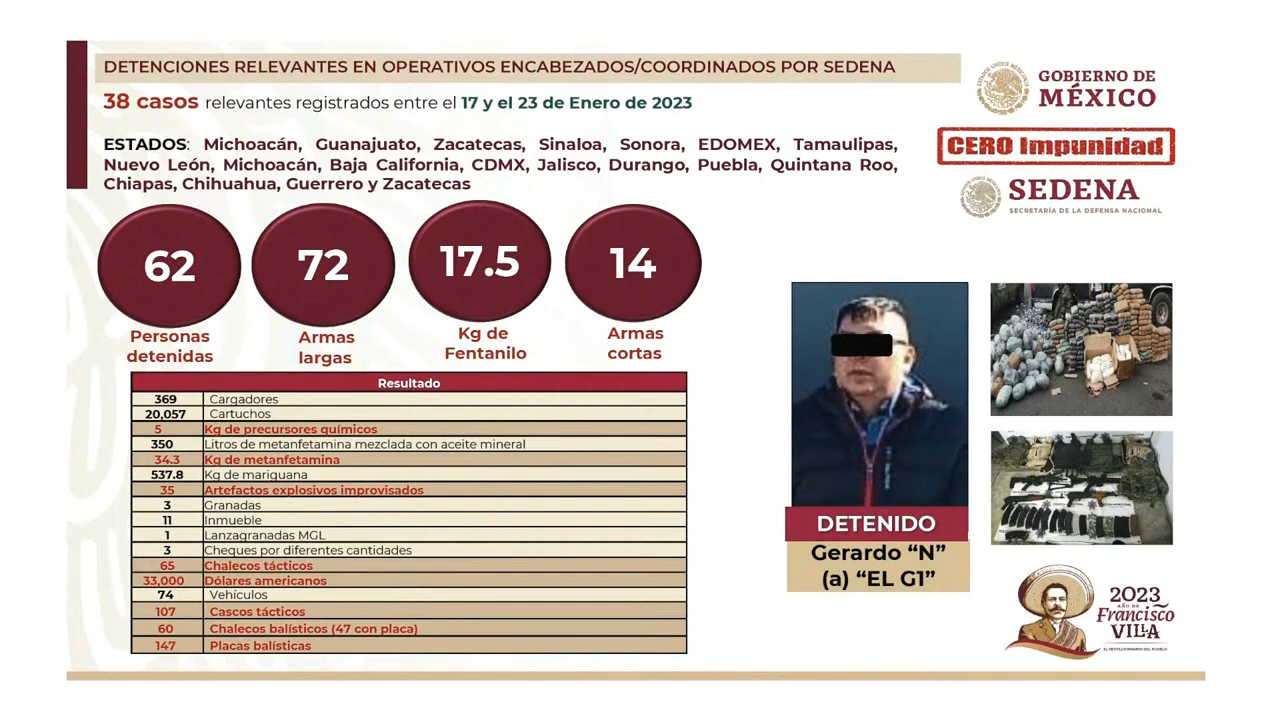 DETENCIONES RELEVANTES EN OPERATIVOS ENCABEZADOS/COORDINADOS POR SEDENA
38 casos relevantes registrados entre el 17 y el 23 de Enero de 2023
ESTADOS: Michoacán, Guanajuato, Zacatecas, Sinaloa, Sonora, EDOMEX, Tamaulipas,
Nuevo León, Michoacán, Baja California, CDMX, Jalisco, Durango, Puebla, Quintana Roo,
Chiapas, Chihuahua, Guerrero y Zacatecas
GOBIERNO DE
MÉXICO
CERO Impunidad
SEDENA
SECRETARÍA DE LA DEFENSA NACIONAL
62
Personas
detenidas
72
Armas
largas
17.5
Kg de
Fentanilo
14
Armas
cortas
Resultado
369 Cargadores
20,057 Cartuchos
5 Kg de precursores químicos
350 Litros de metanfetamina mezclada con aceite mineral
34.3 Kg de metanfetamina
537.8 Kg de mariguana
35 Artefactos explosivos improvisados
3 Granadas
11 Inmueble
1 Lanzagranadas MGL
3 Cheques por diferentes cantidades
65 Chalecos tácticos
33,000 Dólares americanos
74 Vehículos
107 Cascos tácticos
60 Chalecos balísticos (47 con placa)
147 Placas balísticas
DETENIDO
Gerardo “N”
(a) “EL G1”
2023
AÑO DE
Francisco
VILLA
EL REVOLUCIONARIO DEL PUEBLO